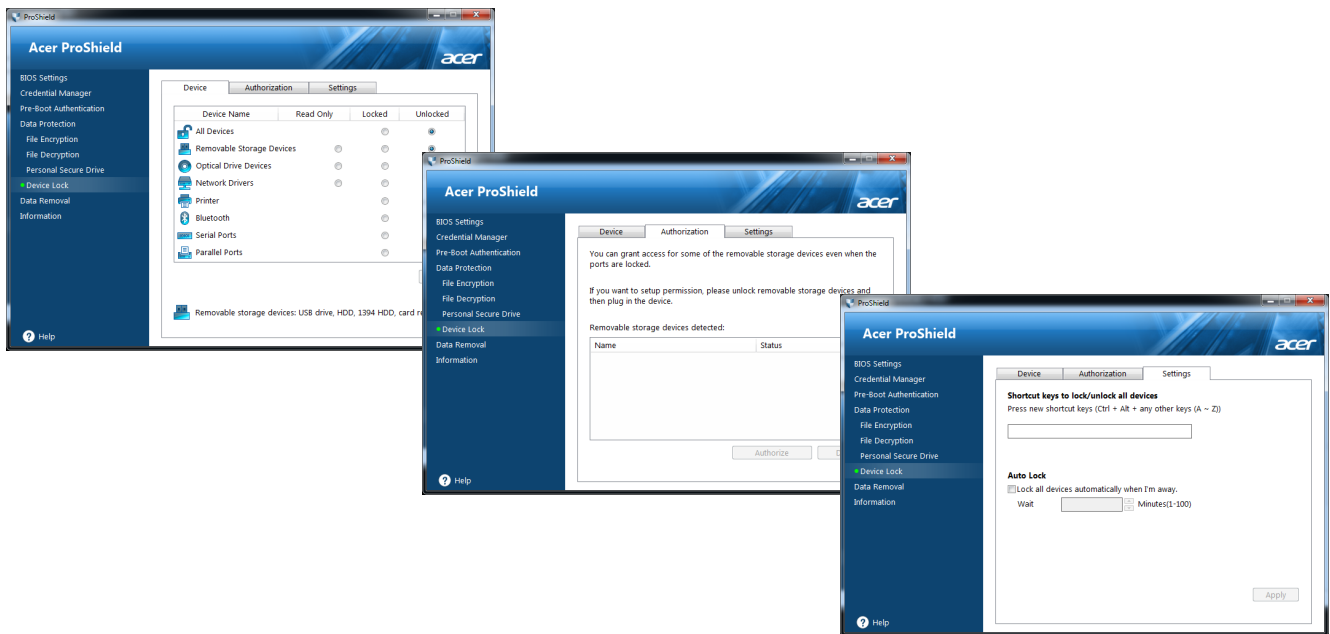 ProShield
Acer ProShield
acer
BIOS Settings
Credential Manager
Pre-Boot Authentication
Data Protection
File Encryption
File Decryption
Personal Secure Drive
Device Lock
Data Removal
Information
Help
Device Authorization Settings
Device Name Read Only Locked Unlocked
All Devices
Removable Storage Devices
Optical Drive Devices
Network Drivers
Printer
Bluetooth
Serial Ports
Parallel Ports
Removable storage devices: USB drive, HDD, 1394 HDD, card
ProShield
Acer ProShield
acer
BIOS Settings
Credential Manager
Pre-Boot Authentication
Data Protection
File Encryption
File Decryption
Personal Secure Drive
Device Lock
Data Removal
Information
Help
Device Authorization Settings
You can grant access for some of the removable storage devices even when the
ports are locked.
If you want to setup permission, please unlock removable storage devices and
then plug in the device.
Removable storage devices detected:
Name Status
Authorize
ProShield
Acer ProShield
acer
BIOS Settings
Credential Manager
Pre-Boot Authentication
Data Protection
File Encryption
File Decryption
Personal Secure Drive
Device Lock
Data Removal
Information
Help
Device Authorization Settings
Shortcut keys to lock/unlock all devices
Press new shortcut keys (Ctrl + Alt + any other keys (A ~ Z))
Auto Lock
Lock all devices automatically when I'm away.
Wait Minutes(1-100)
Apply